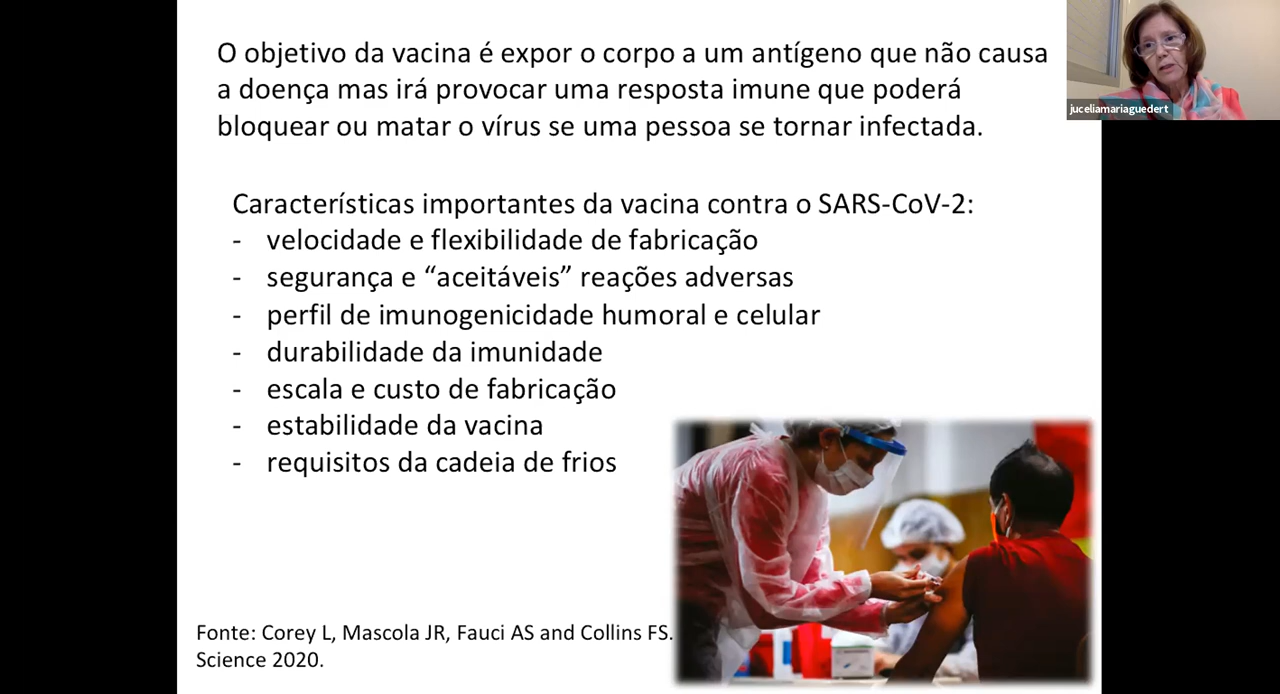 O objetivo da vacina é expor o corpo a um antígeno que não causa
a doença mas irá provocar uma resposta imune que poderá
bloquear ou matar o vírus se uma pessoa se tornar infectada.
Características importantes da vacina contra o SARS-CoV-2:
- velocidade e flexibilidade de fabricação
- segurança e “aceitáveis” reações adversas
- perfil de imunogenicidade humoral e celular
- durabilidade da imunidade
- escala e custo de fabricação
- estabilidade da vacina
- requisitos da cadeia de frios
Fonte: Corey L, Mascola JR, Fauci AS and Collins FS.
Science 2020.
juceliamariaguedert